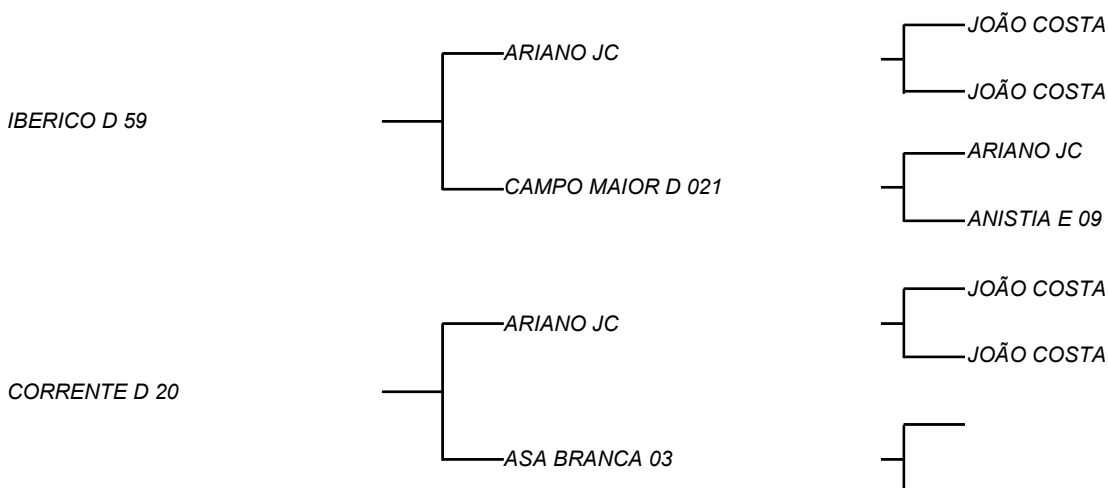 JOÃO COSTA
ARIANO JC
JOÃO COSTA
IBERICO D 59
ARIANO JC
CAMPO MAIOR D 021
ANISTIA E 09
JOÃO COSTA
ARIANO JC
JOÃO COSTA
CORRENTE D 20
ASA BRANCA 03